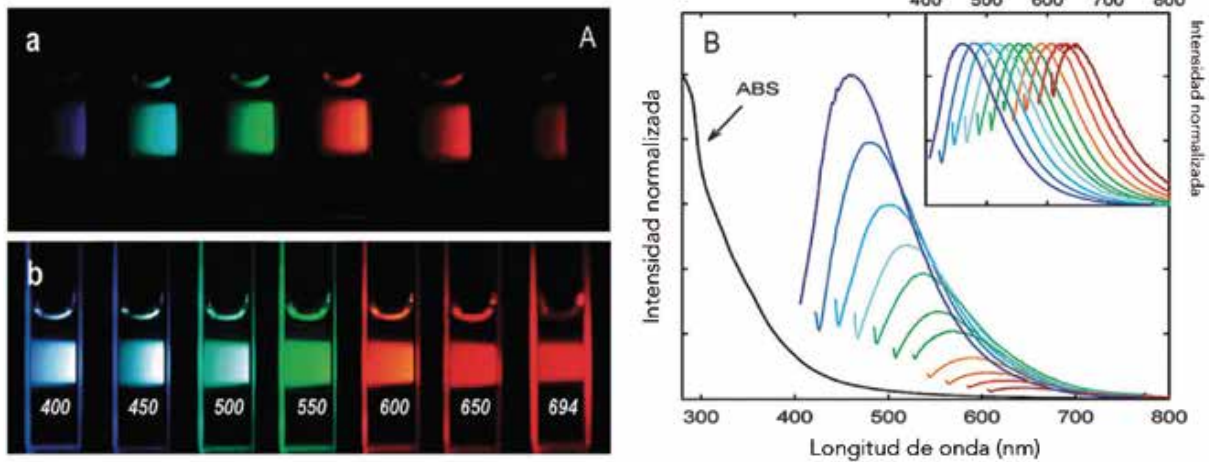 a
A
b
400 450 500 550 600 650 694
B
ABS
Intensidad normalizada
300 400 500 600 700 800
Longitud de onda (nm)
400 500 600 700 800
Intensidad normalizada